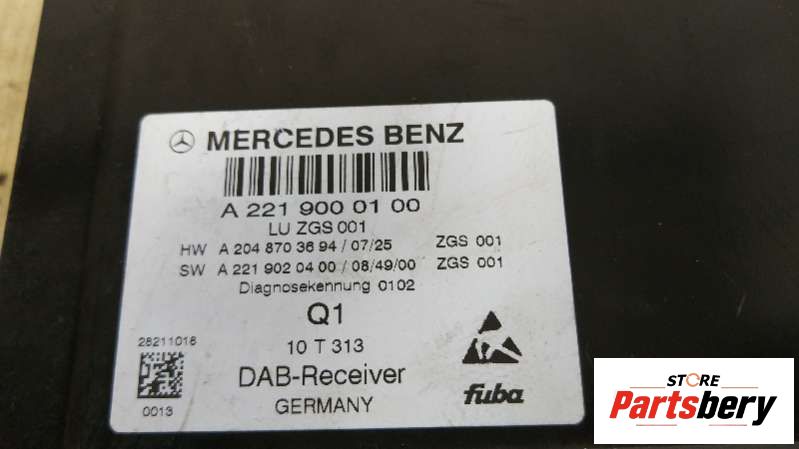 MERCEDES BENZ
A 221 900 01 00
LU ZGS 001
HW A 204 870 36 94 / 07/25 ZGS 001
SW A 221 902 04 00 / 08/49/00 ZGS 001
Diagnosekennung 0102
Q1
28211016
10 T 313
DAB-Receiver
0013
GERMANY
fuba
STORE
Partsbery